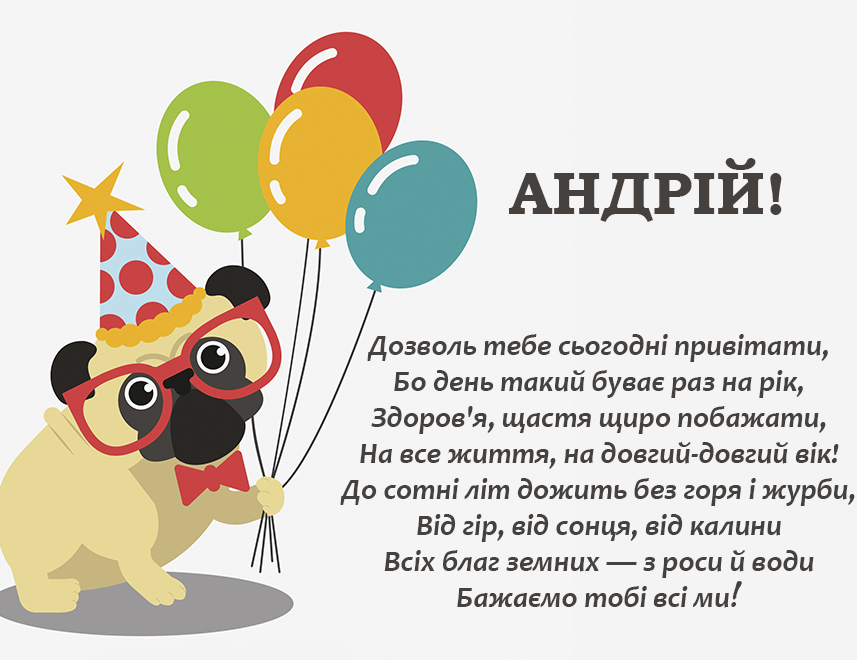 АНДРІЙ!
Дозволь тебе сьогодні привітати,
Бо день такий буває раз на рік,
Здоров'я, щастя щиро побажати,
На все життя, на довгий-довгий вік!
До сотні літ дожить без горя і журби,
Від гір, від сонця, від калини
Всіх благ земних — з роси й води
Бажаємо тобі всі ми!